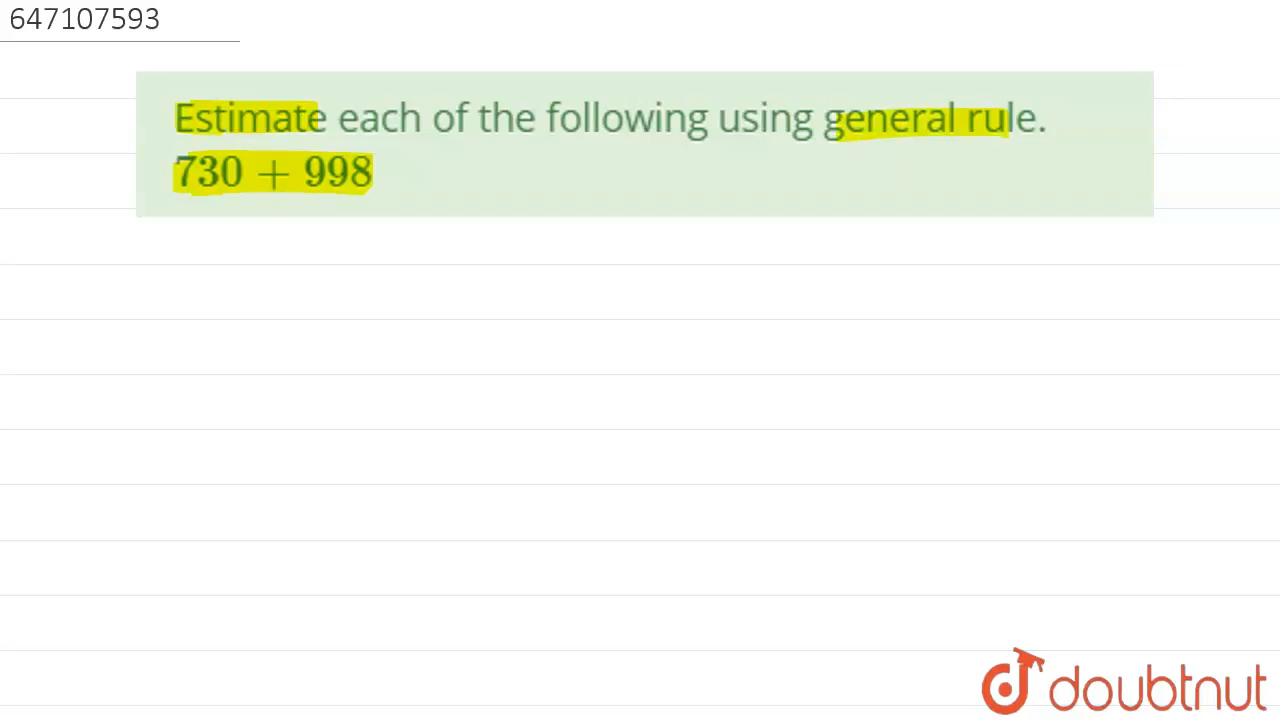 647107593
Estimate each of the following using general rule.
730 + 998
doubtnut